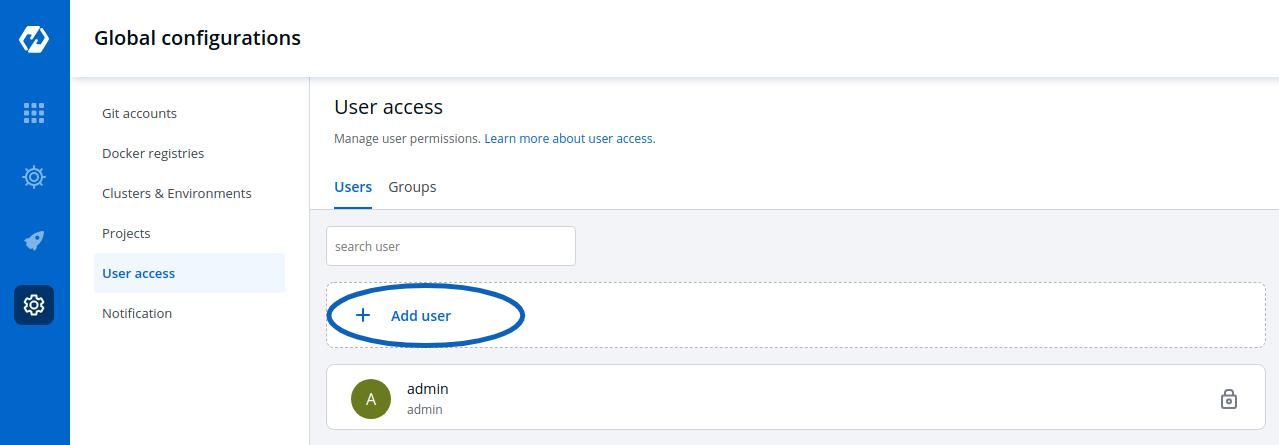 Global configurations
Git accounts
Docker registries
Clusters & Environments
Projects
User access
Notification
User access
Manage user permissions. Learn more about user access.
Users Groups
search user
+ Add user
A
admin
admin